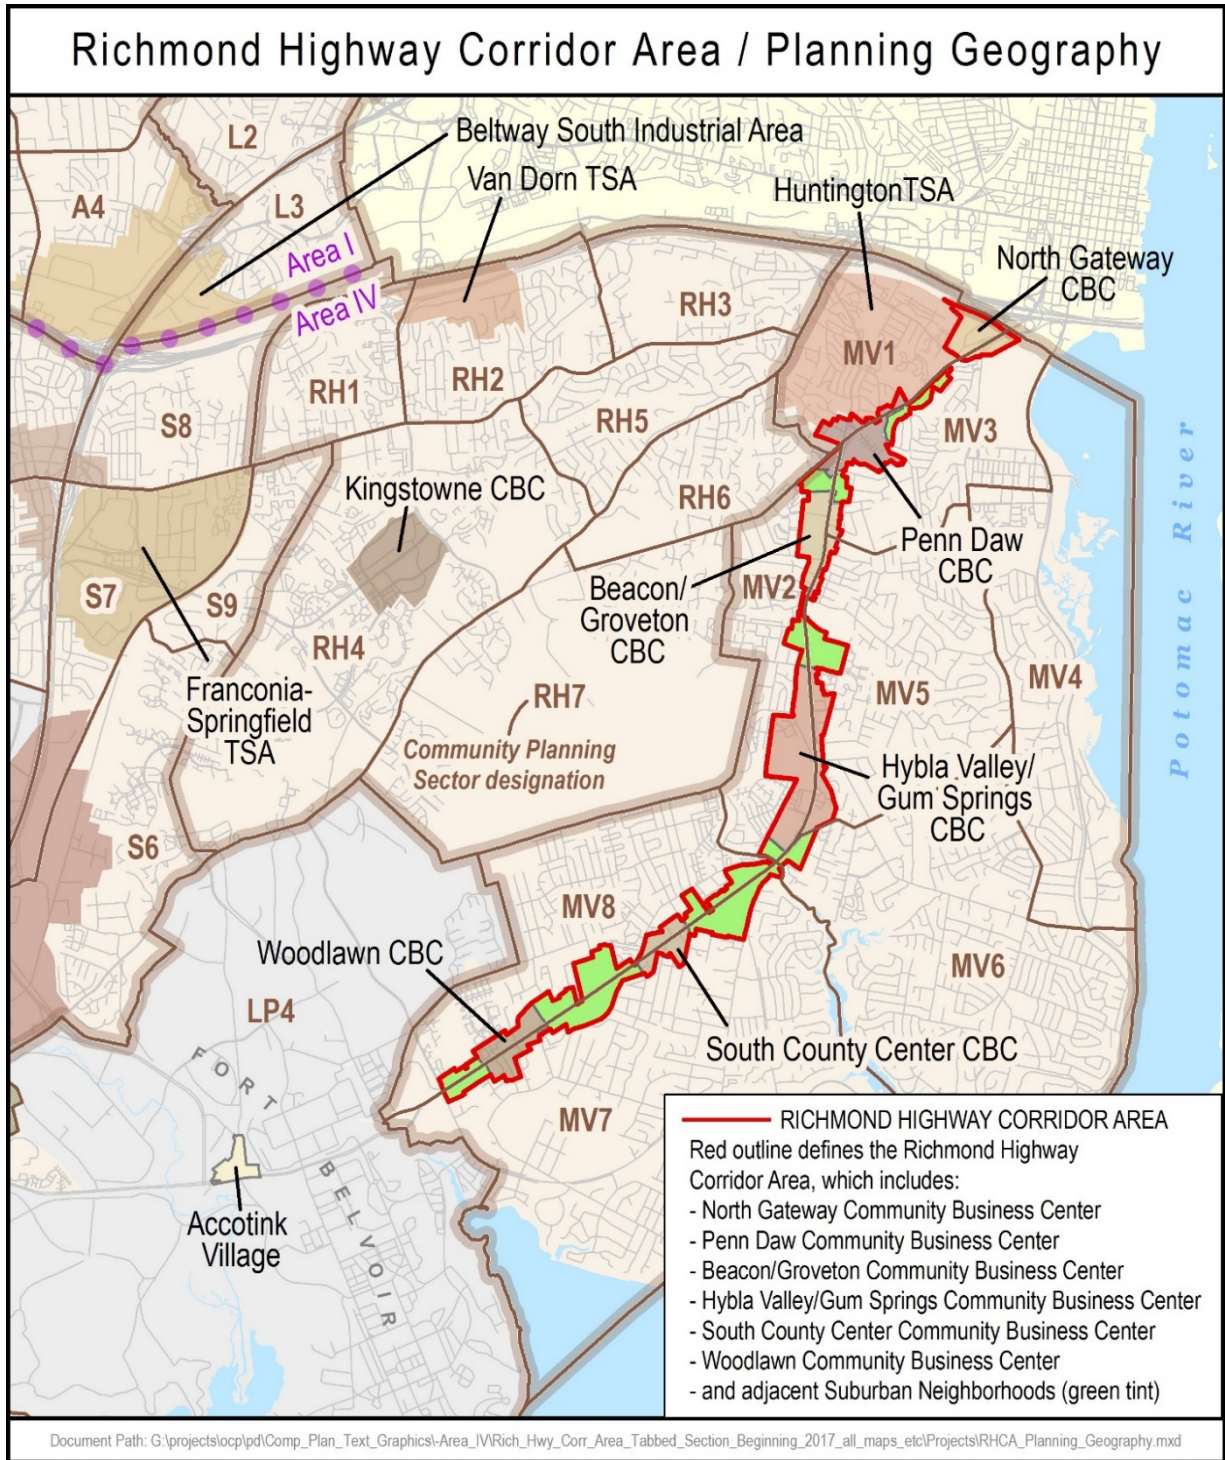 Richmond Highway Corridor Area / Planning Geography
L2
Beltway South Industrial Area
Van Dorn TSA
HuntingtonTSA
A4
L3
North Gateway
CBC
Area I
Area IV
RH3
MV1
RH1
RH2
S8
RH5
MV3
Kingstowne CBC
RH6
Penn Daw
CBC
Potomac River
Beacon/
Groveton
CBC
MV2
S7
S9
RH4
MV4
Franconia-
Springfield
TSA
RH7
MV5
Community Planning
Sector designation
Hybla Valley/
Gum Springs
CBC
S6
MV8
Woodlawn CBC
MV6
LP4
South County Center CBC
FORT BELVOIR
MV7
Accotink
Village
RICHMOND HIGHWAY CORRIDOR AREA
Red outline defines the Richmond Highway
Corridor Area, which includes:
- North Gateway Community Business Center
- Penn Daw Community Business Center
- Beacon/Groveton Community Business Center
- Hybla Valley/Gum Springs Community Business Center
- South County Center Community Business Center
- Woodlawn Community Business Center
- and adjacent Suburban Neighborhoods (green tint)
Document Path: G:\projects\ocp\pd\Comp_Plan_Text_Graphics\-Area_IV\Rich_Hwy_Corr_Area_Tabbed_Section_Beginning_2017_all_maps_etc\Projects\RHCA_Planning_Geography.mxd